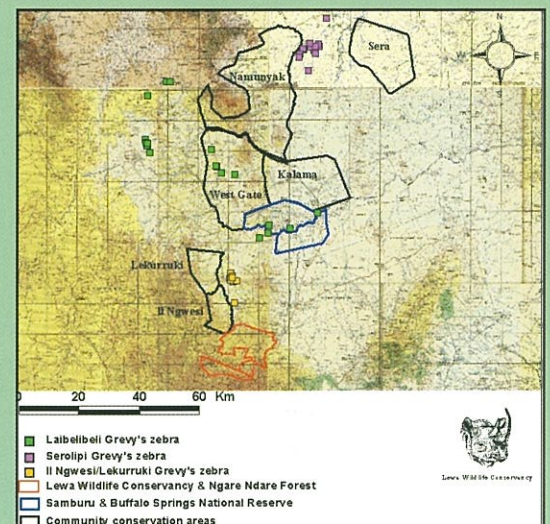 N
W
E
S
Sera
Namunyak
Kalama
West Gate
Lekurruki
Il Ngwesi
0 20 40 60 Km
Laibelibeli Grevy's zebra
Serolipi Grevy's zebra
Il Ngwesi/Lekurruki Grevy's zebra
Lewa Wildlife Conservancy & Ngare Ndare Forest
Samburu & Buffalo Springs National Reserve
Community conservation areas
Lewa Wildlife Conservancy